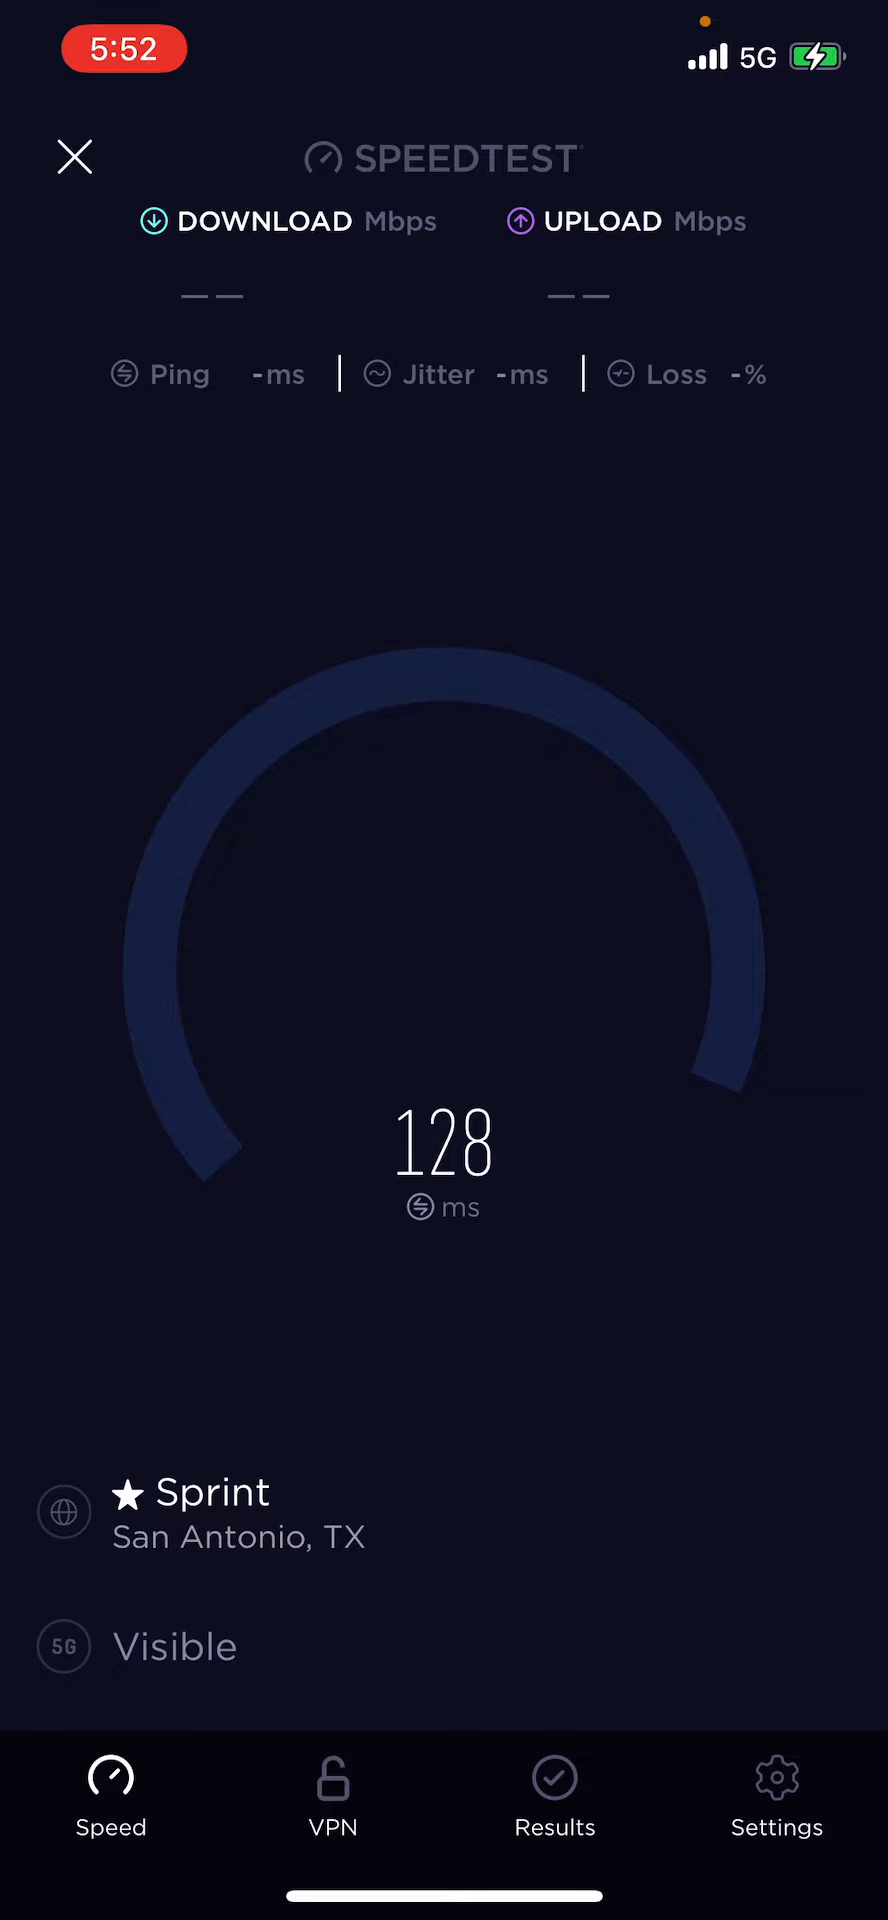 5:52
5G
SPEEDTEST
DOWNLOAD Mbps
UPLOAD Mbps
— —
— —
Ping -ms
Jitter -ms
Loss -%
128
ms
Sprint
San Antonio, TX
5G Visible
Speed
VPN
Results
Settings